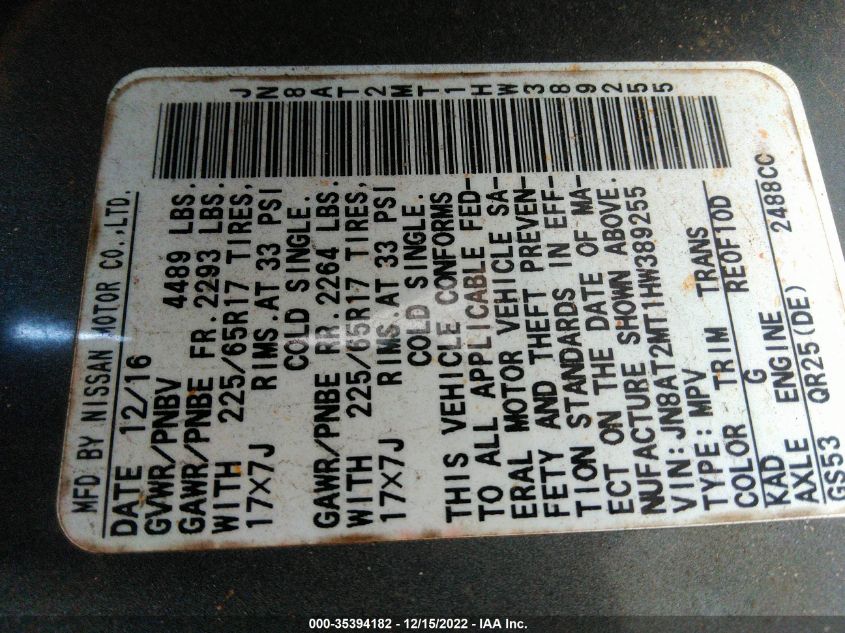 MFD BY NISSAN MOTOR CO.,LTD.
JN8AT2MT1HW389255
DATE 12/16
GVWR/PNBV 4489 LBS.
GAWR/PNBE FR.2293 LBS.
WITH 225/65R17 TIRES,
17X7J RIMS.AT 33 PSI
COLD SINGLE.
GAWR/PNBE RR.2264 LBS.
WITH 225/65R17 TIRES,
17X7J RIMS.AT 33 PSI
COLD SINGLE.
THIS VEHICLE CONFORMS
TO ALL APPLICABLE FED-
ERAL MOTOR VEHICLE SA-
FETY AND THEFT PREVEN-
TION STANDARDS IN EFF-
ECT ON THE DATE OF MA-
NUFACTURE SHOWN ABOVE.
VIN:JN8AT2MT1HW389255
TYPE:MPV
COLOR TRIM TRANS
KAD G RE0F10D
AXLE ENGINE
GS53 QR25(DE) 2488CC
000-35394182 - 12/15/2022 - IAA Inc.